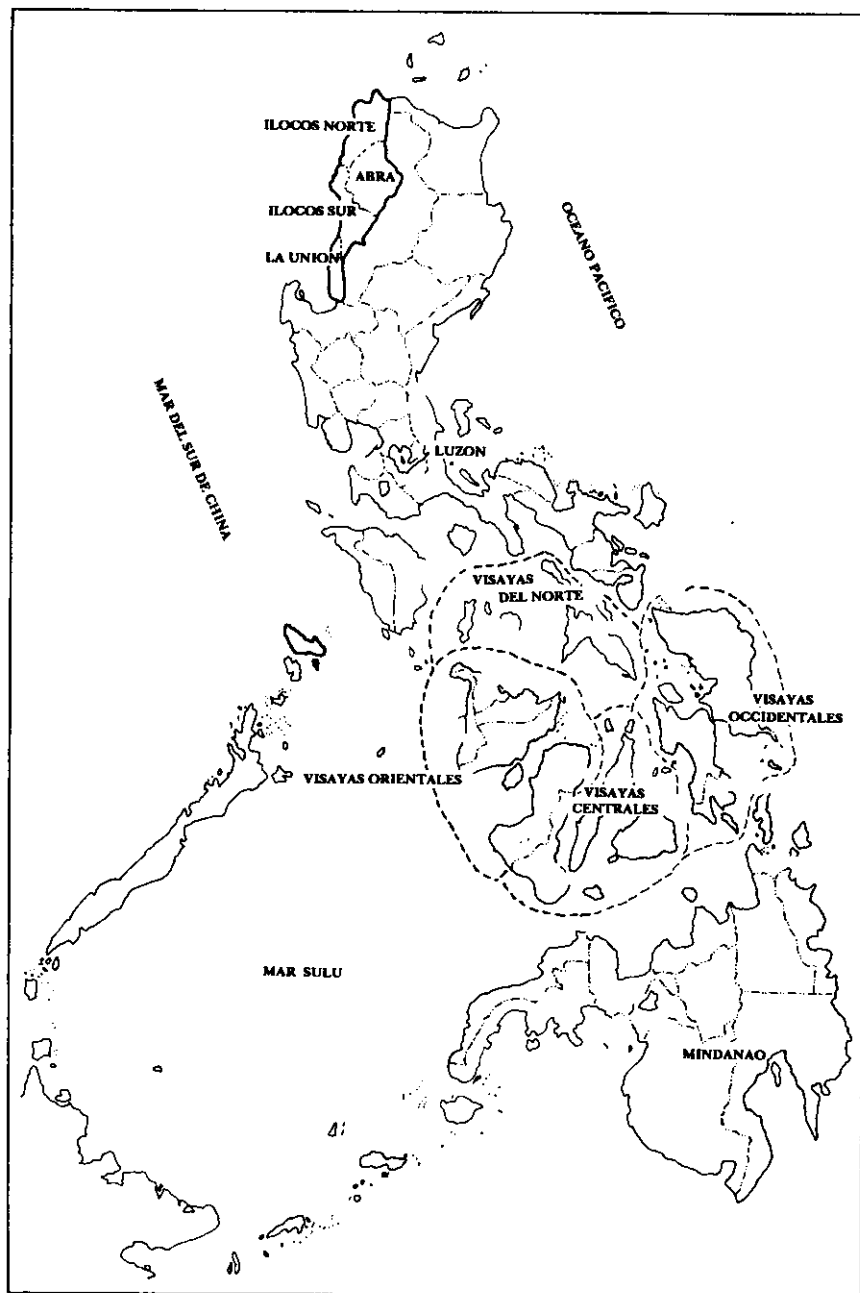 ILOCOS NORTE
ABRA
ILOCOS SUR
LA UNION
OCEANO PACIFICO
MAR DEL SUR DE CHINA
LUZON
VISAYAS
DEL NORTE
VISAYAS
OCCIDENTALES
VISAYAS ORIENTALES
VISAYAS
CENTRALES
MAR SULU
MINDANAO